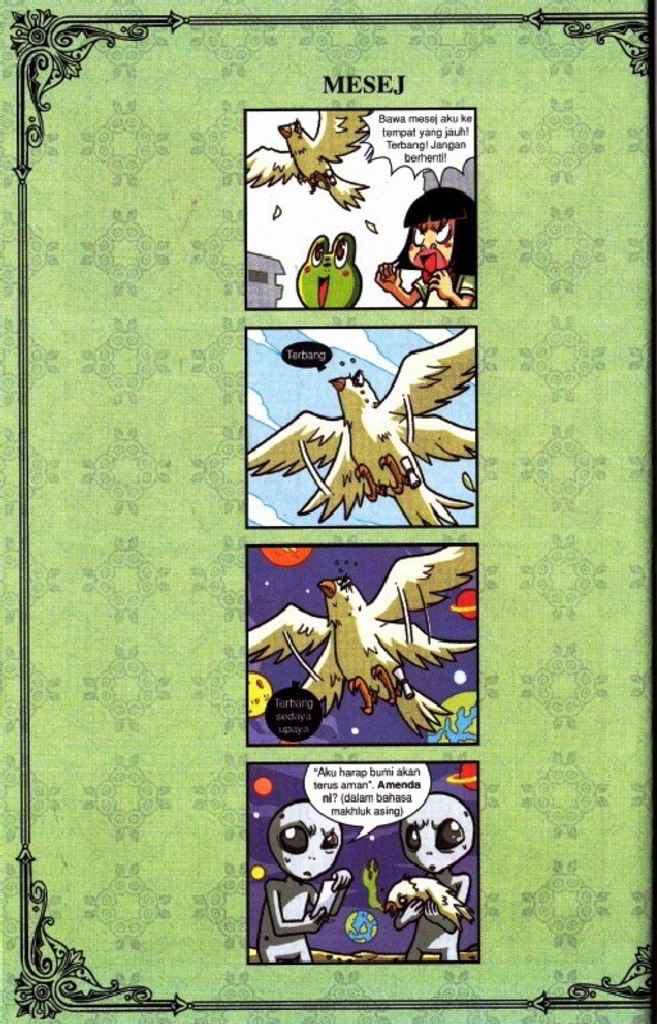 MESEJ
Bawa mesej aku ke
tempat yang jauh!
Terbang! Jangan
berhenti!
Terbang
Terbang
sedaya
upaya
"Aku harap bumi akan
terus aman". Amenda
ni? (dalam bahasa
makhluk asing)